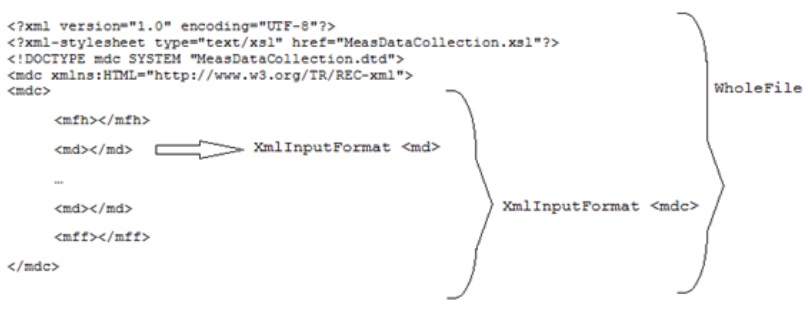 <?xml version="1.0" encoding="UTF-8"?>
<?xml-stylesheet type="text/xsl" href="MeasDataCollection.xsl"?>
<!DOCTYPE mdc SYSTEM "MeasDataCollection.dtd">
<mdc xmlns:HTML="http://www.w3.org/TR/REC-xml">
<mdc>
WholeFile
<mfh></mfh>
<md></md> XmlInputFormat <md>
…
<md></md>
XmlInputFormat <mdc>
<mff></mff>
</mdc>